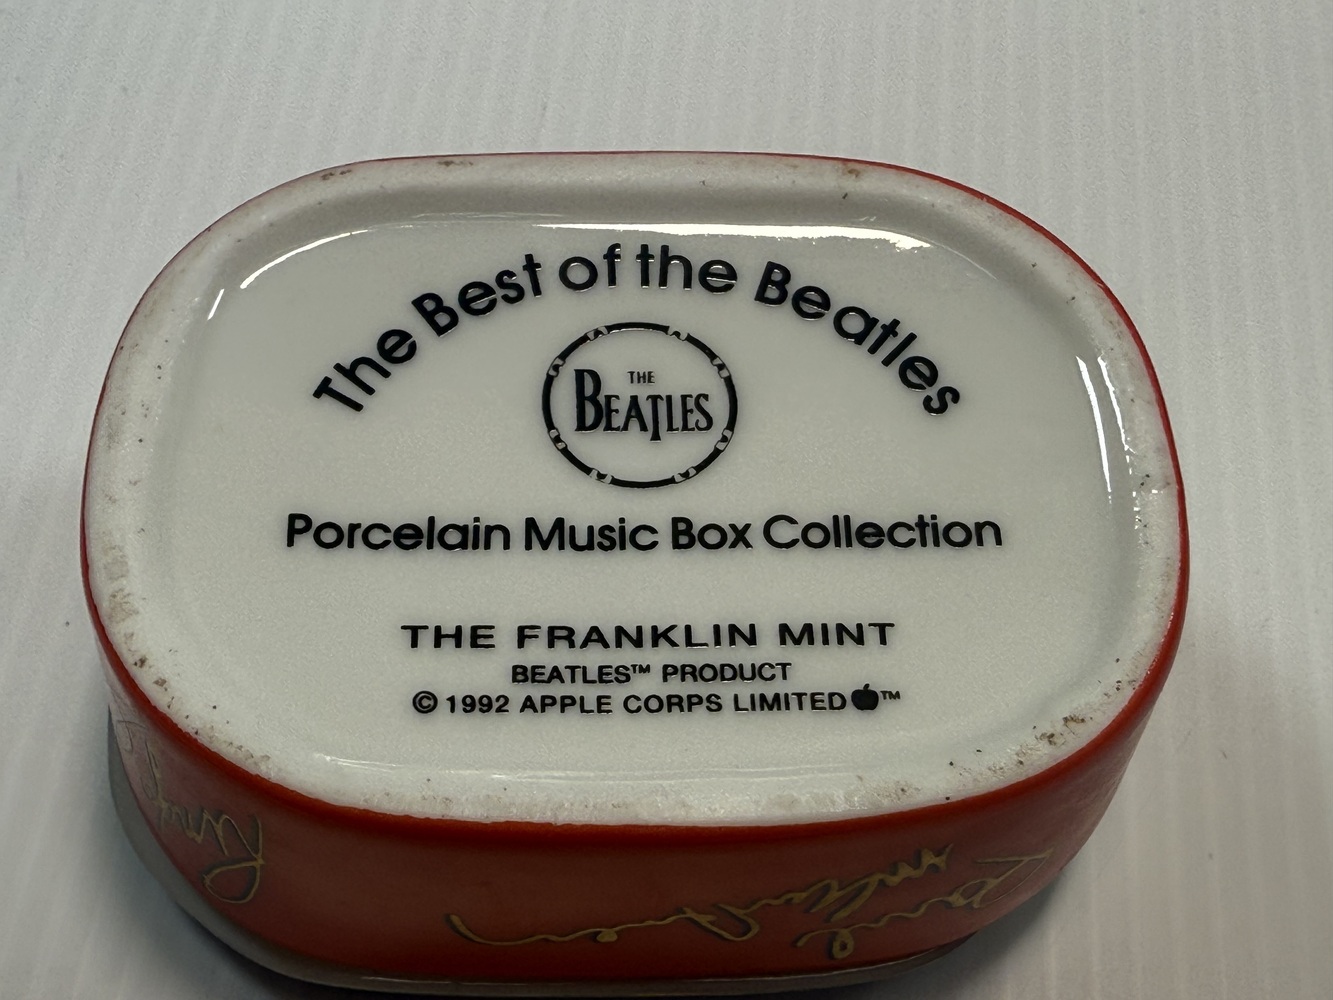 The Best of the Beatles
THE
BEATLES
Porcelain Music Box Collection
THE FRANKLIN MINT
BEATLES™ PRODUCT
© 1992 APPLE CORPS LIMITED™